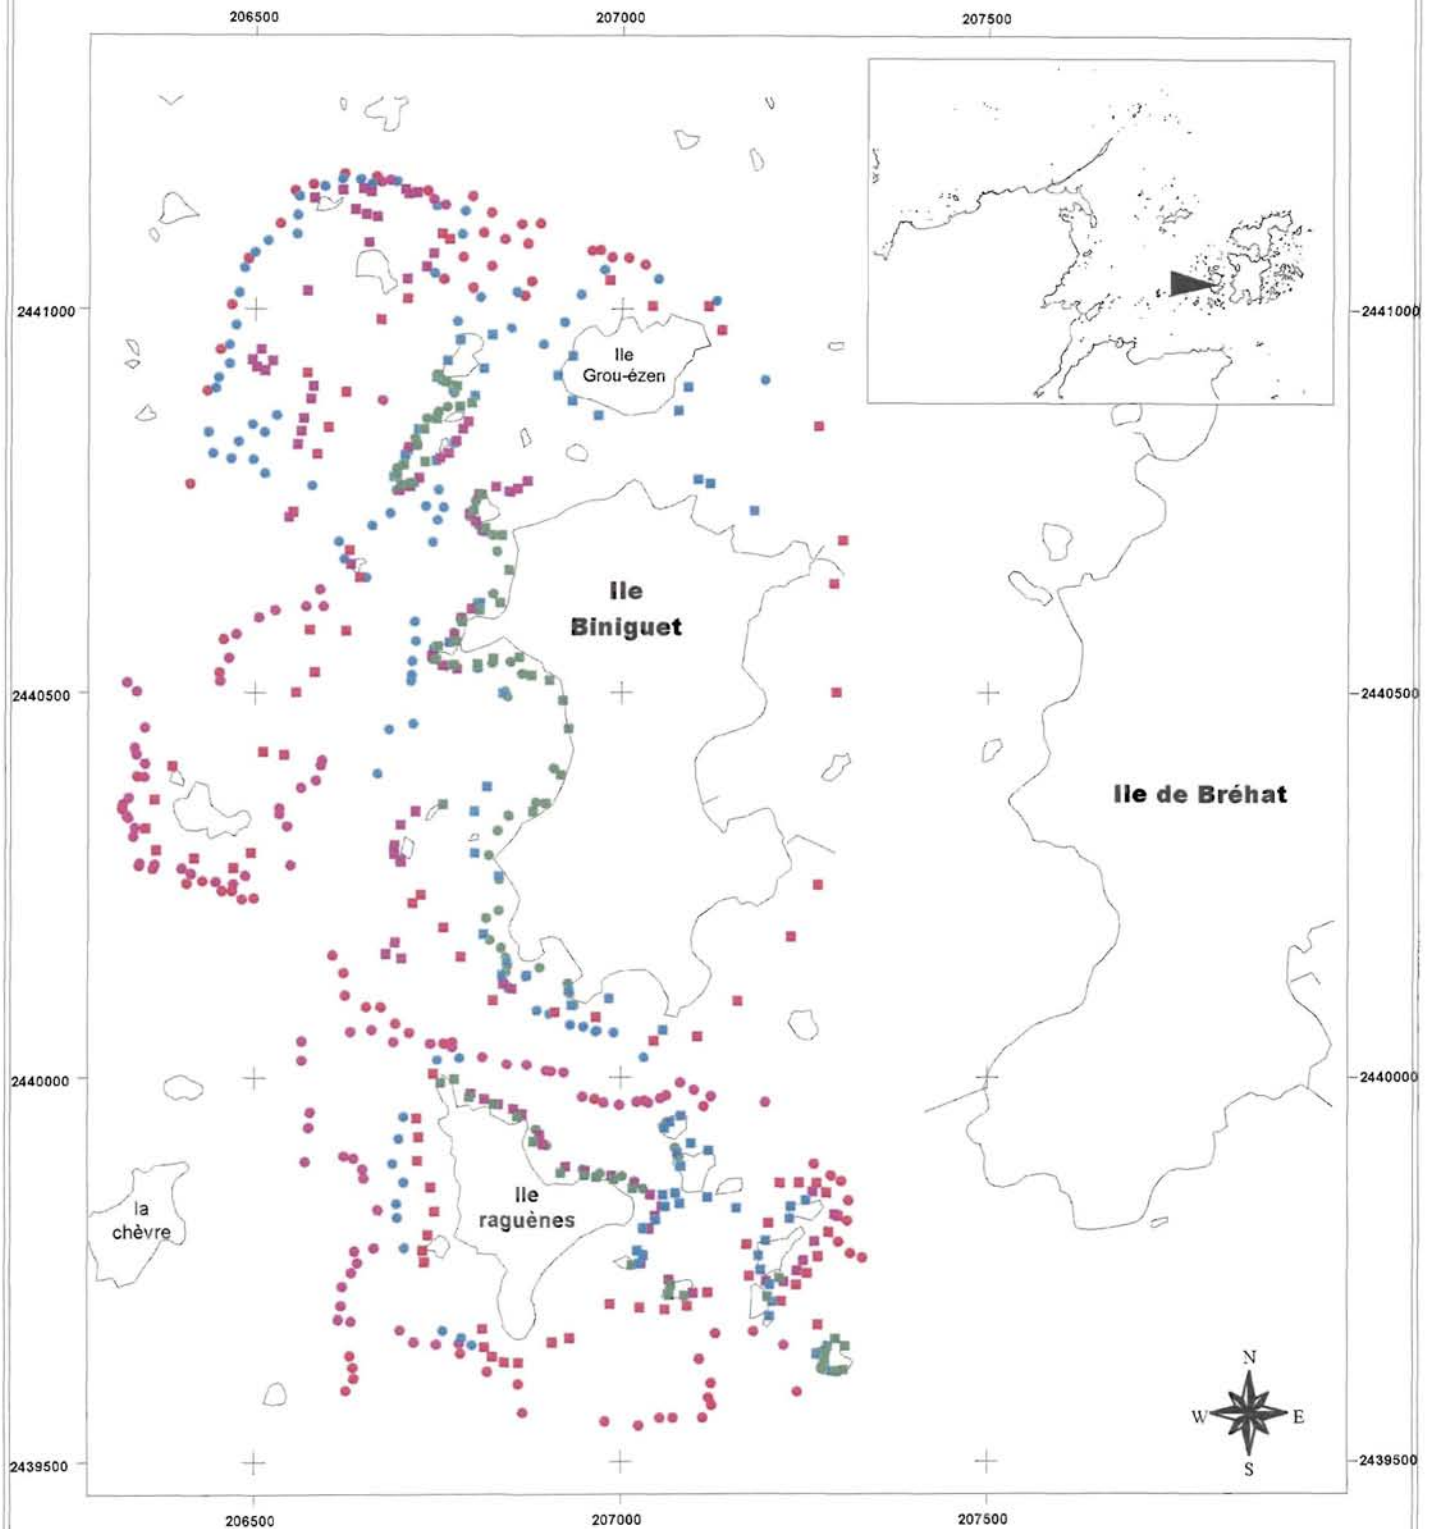 206500 207000 207500
2441000 2441000
Ile
Grou-ézen
Ile
Biniguet
2440500 2440500
Ile de Bréhat
2440000 2440000
Ile
raguènes
la
chèvre
N
W E
S
2439500 2439500
206500 207000 207500